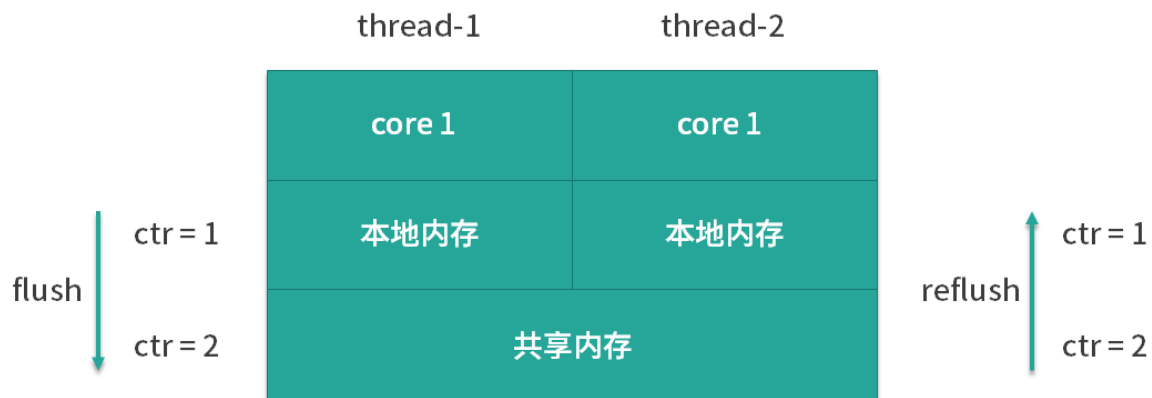 thread-1 thread-2
core 1 core 1
ctr = 1 本地内存 本地内存 ctr = 1
flush reflush
ctr = 2 共享内存 ctr = 2